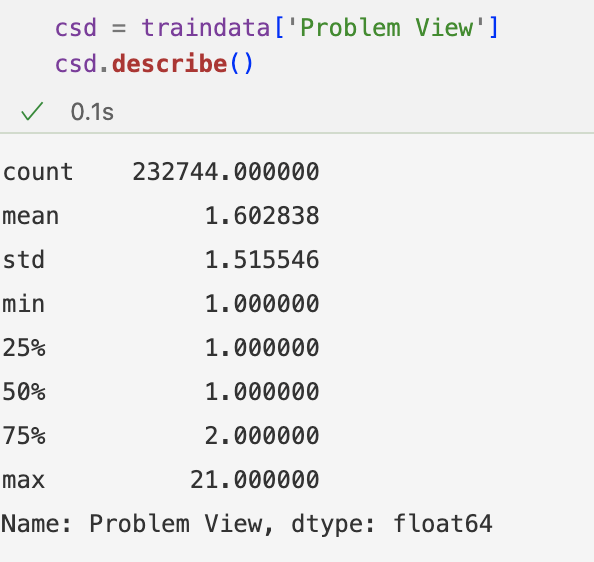 csd = traindata['Problem View']
csd.describe()
0.1s
count 232744.000000
mean 1.602838
std 1.515546
min 1.000000
25% 1.000000
50% 1.000000
75% 2.000000
max 21.000000
Name: Problem View, dtype: float64